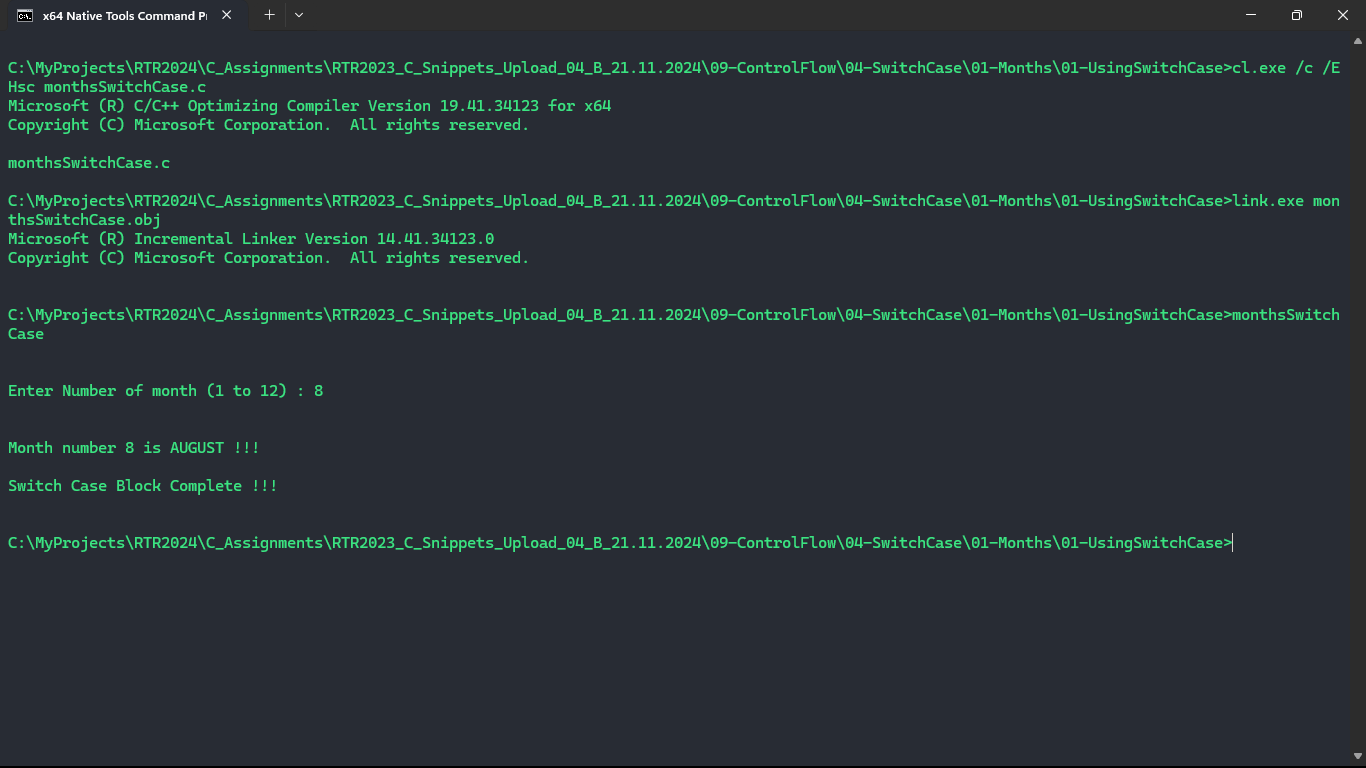 x64 Native Tools Command P
C:\MyProjects\RTR2024\C_Assignments\RTR2023_C_Snippets_Upload_04_B_21.11.2024\09-ControlFlow\04-SwitchCase\01-Months\01-UsingSwitchCase>cl.exe /c /E
Hsc monthsSwitchCase.c
Microsoft (R) C/C++ Optimizing Compiler Version 19.41.34123 for x64
Copyright (C) Microsoft Corporation.  All rights reserved.
monthsSwitchCase.c
C:\MyProjects\RTR2024\C_Assignments\RTR2023_C_Snippets_Upload_04_B_21.11.2024\09-ControlFlow\04-SwitchCase\01-Months\01-UsingSwitchCase>link.exe mon
thsSwitchCase.obj
Microsoft (R) Incremental Linker Version 14.41.34123.0
Copyright (C) Microsoft Corporation.  All rights reserved.
C:\MyProjects\RTR2024\C_Assignments\RTR2023_C_Snippets_Upload_04_B_21.11.2024\09-ControlFlow\04-SwitchCase\01-Months\01-UsingSwitchCase>monthsSwitch
Case
Enter Number of month (1 to 12) : 8
Month number 8 is AUGUST !!!
Switch Case Block Complete !!!
C:\MyProjects\RTR2024\C_Assignments\RTR2023_C_Snippets_Upload_04_B_21.11.2024\09-ControlFlow\04-SwitchCase\01-Months\01-UsingSwitchCase>